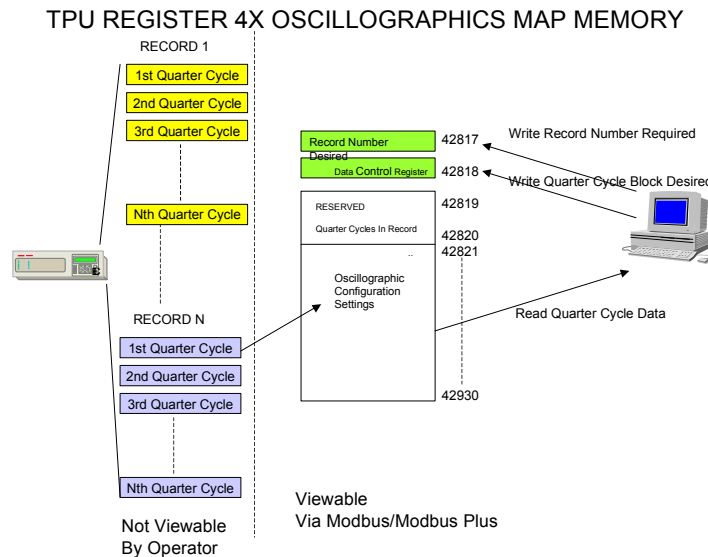 TPU REGISTER 4X OSCILLOGRAPHICS MAP MEMORY
RECORD 1
1st Quarter Cycle
2nd Quarter Cycle
3rd Quarter Cycle
Nth Quarter Cycle
RECORD N
1st Quarter Cycle
2nd Quarter Cycle
3rd Quarter Cycle
Nth Quarter Cycle
Not Viewable
By Operator
Record Number
Desired
42817
Data Control Register
42818
RESERVED
42819
Quarter Cycles In Record
42820
42821
..
Oscillographic
Configuration
Settings
42930
Viewable
Via Modbus/Modbus Plus
Write Record Number Required
Write Quarter Cycle Block Desired
Read Quarter Cycle Data